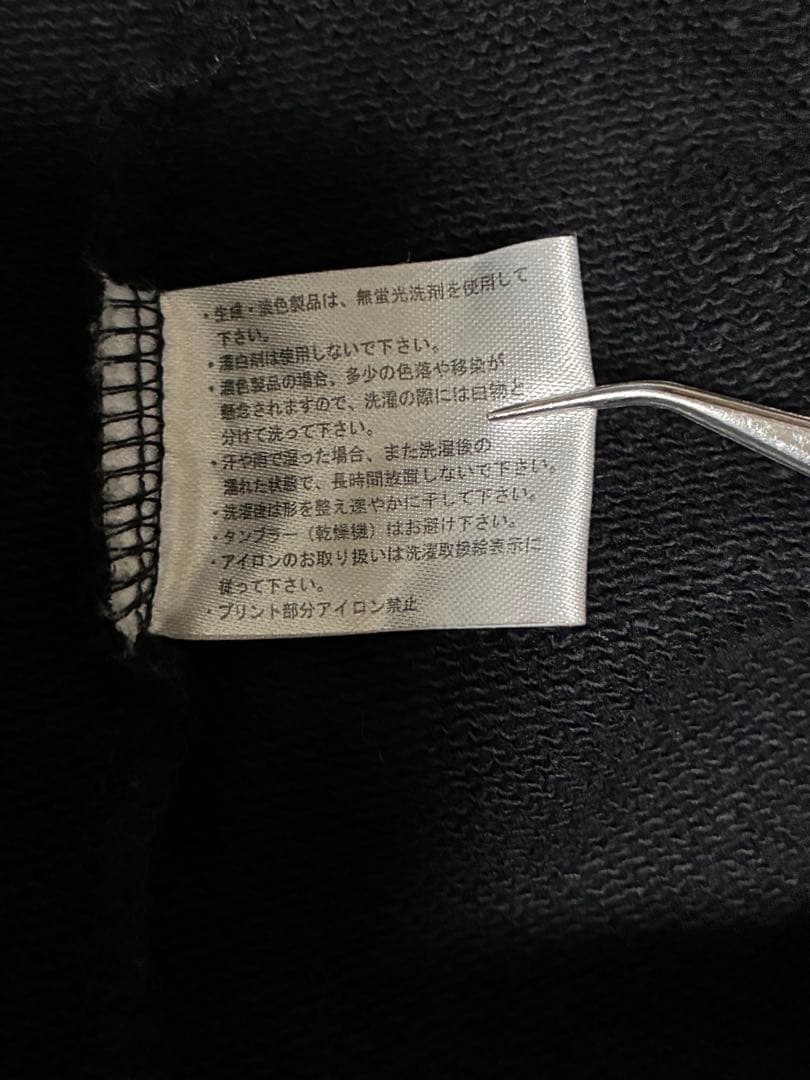 ・生成・淡色製品は、無蛍光洗剤を使用して
下さい。
・漂白剤は使用しないで下さい。
・濃色製品の場合、多少の色落や移染が
懸念されますので、洗濯の際には白物と
分けて洗って下さい。
・汗や雨で湿った場合、また洗濯後の
濡れた状態で、長時間放置しないで下さい。
・洗濯後は形を整え速やかに干して下さい。
・タンブラー（乾燥機）はお避け下さい。
・アイロンのお取り扱いは洗濯取扱絵表示に
従って下さい。
・プリント部分アイロン禁止